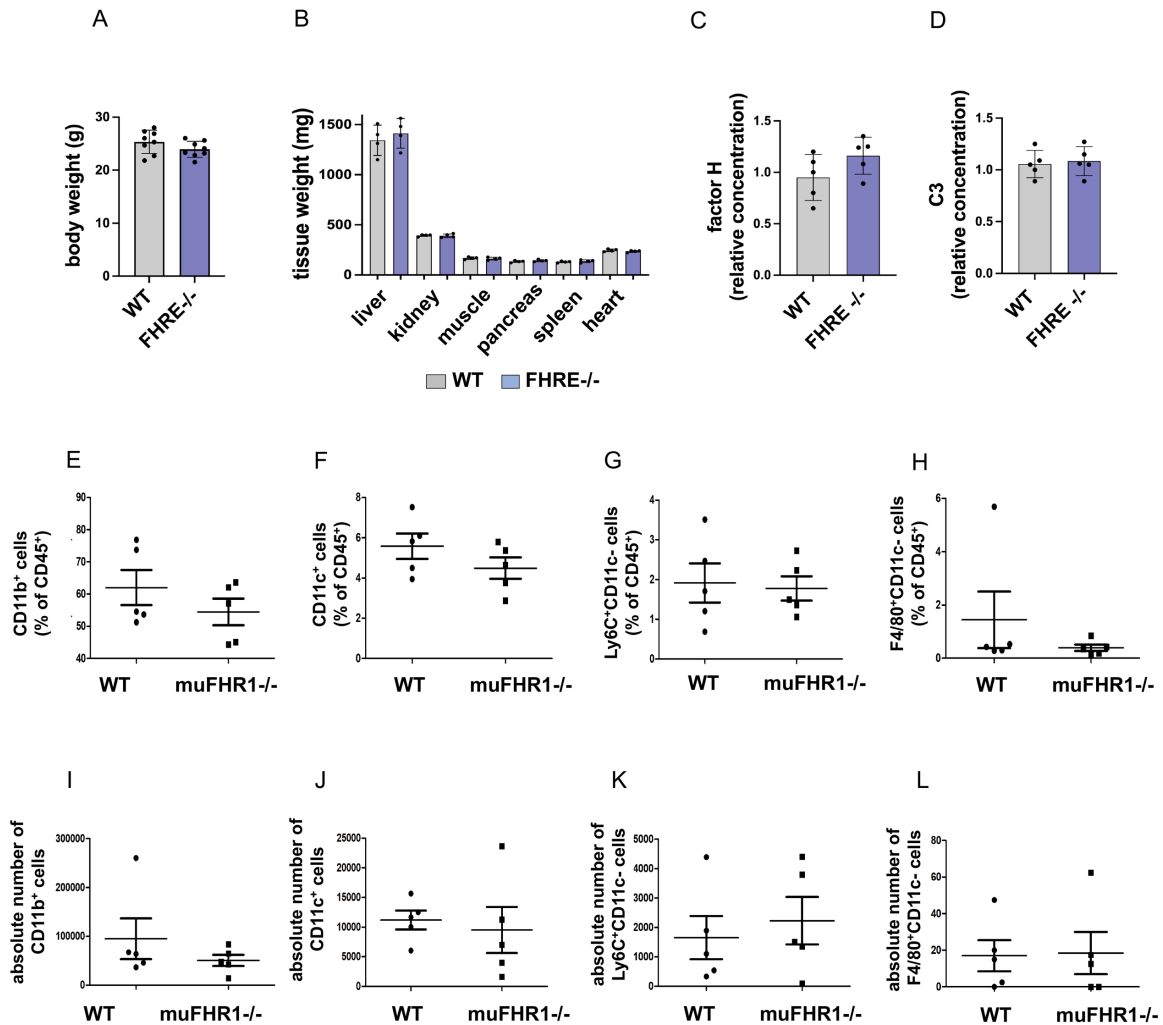 A
B
C
D
body weight (g)
30
20
10
0
WT
FHRE-/-
tissue weight (mg)
1500
1000
500
0
liver
kidney
muscle
pancreas
spleen
heart
factor H
(relative concentration)
1.5
1.0
0.5
0.0
WT
FHRE -/-
C3
(relative concentration)
1.5
1.0
0.5
0.0
WT
FHRE -/-
WT
FHRE-/-
E
F
G
H
CD11b⁺ cells
(% of CD45⁺)
90
80
70
60
50
40
WT
muFHR1-/-
CD11c⁺ cells
(% of CD45⁺)
8
6
4
2
0
WT
muFHR1-/-
Ly6C⁺CD11c- cells
(% of CD45⁺)
4
3
2
1
0
WT
muFHR1-/-
F4/80⁺CD11c- cells
(% of CD45⁺)
6
4
2
0
WT
muFHR1-/-
I
J
K
L
absolute number of
CD11b⁺ cells
300000
200000
100000
0
WT
muFHR1-/-
absolute number of
CD11c⁺ cells
25000
20000
15000
10000
5000
0
WT
muFHR1-/-
absolute number of
Ly6C⁺CD11c- cells
5000
4000
3000
2000
1000
0
WT
muFHR1-/-
absolute number of
F4/80⁺CD11c- cells
80
60
40
20
0
WT
muFHR1-/-